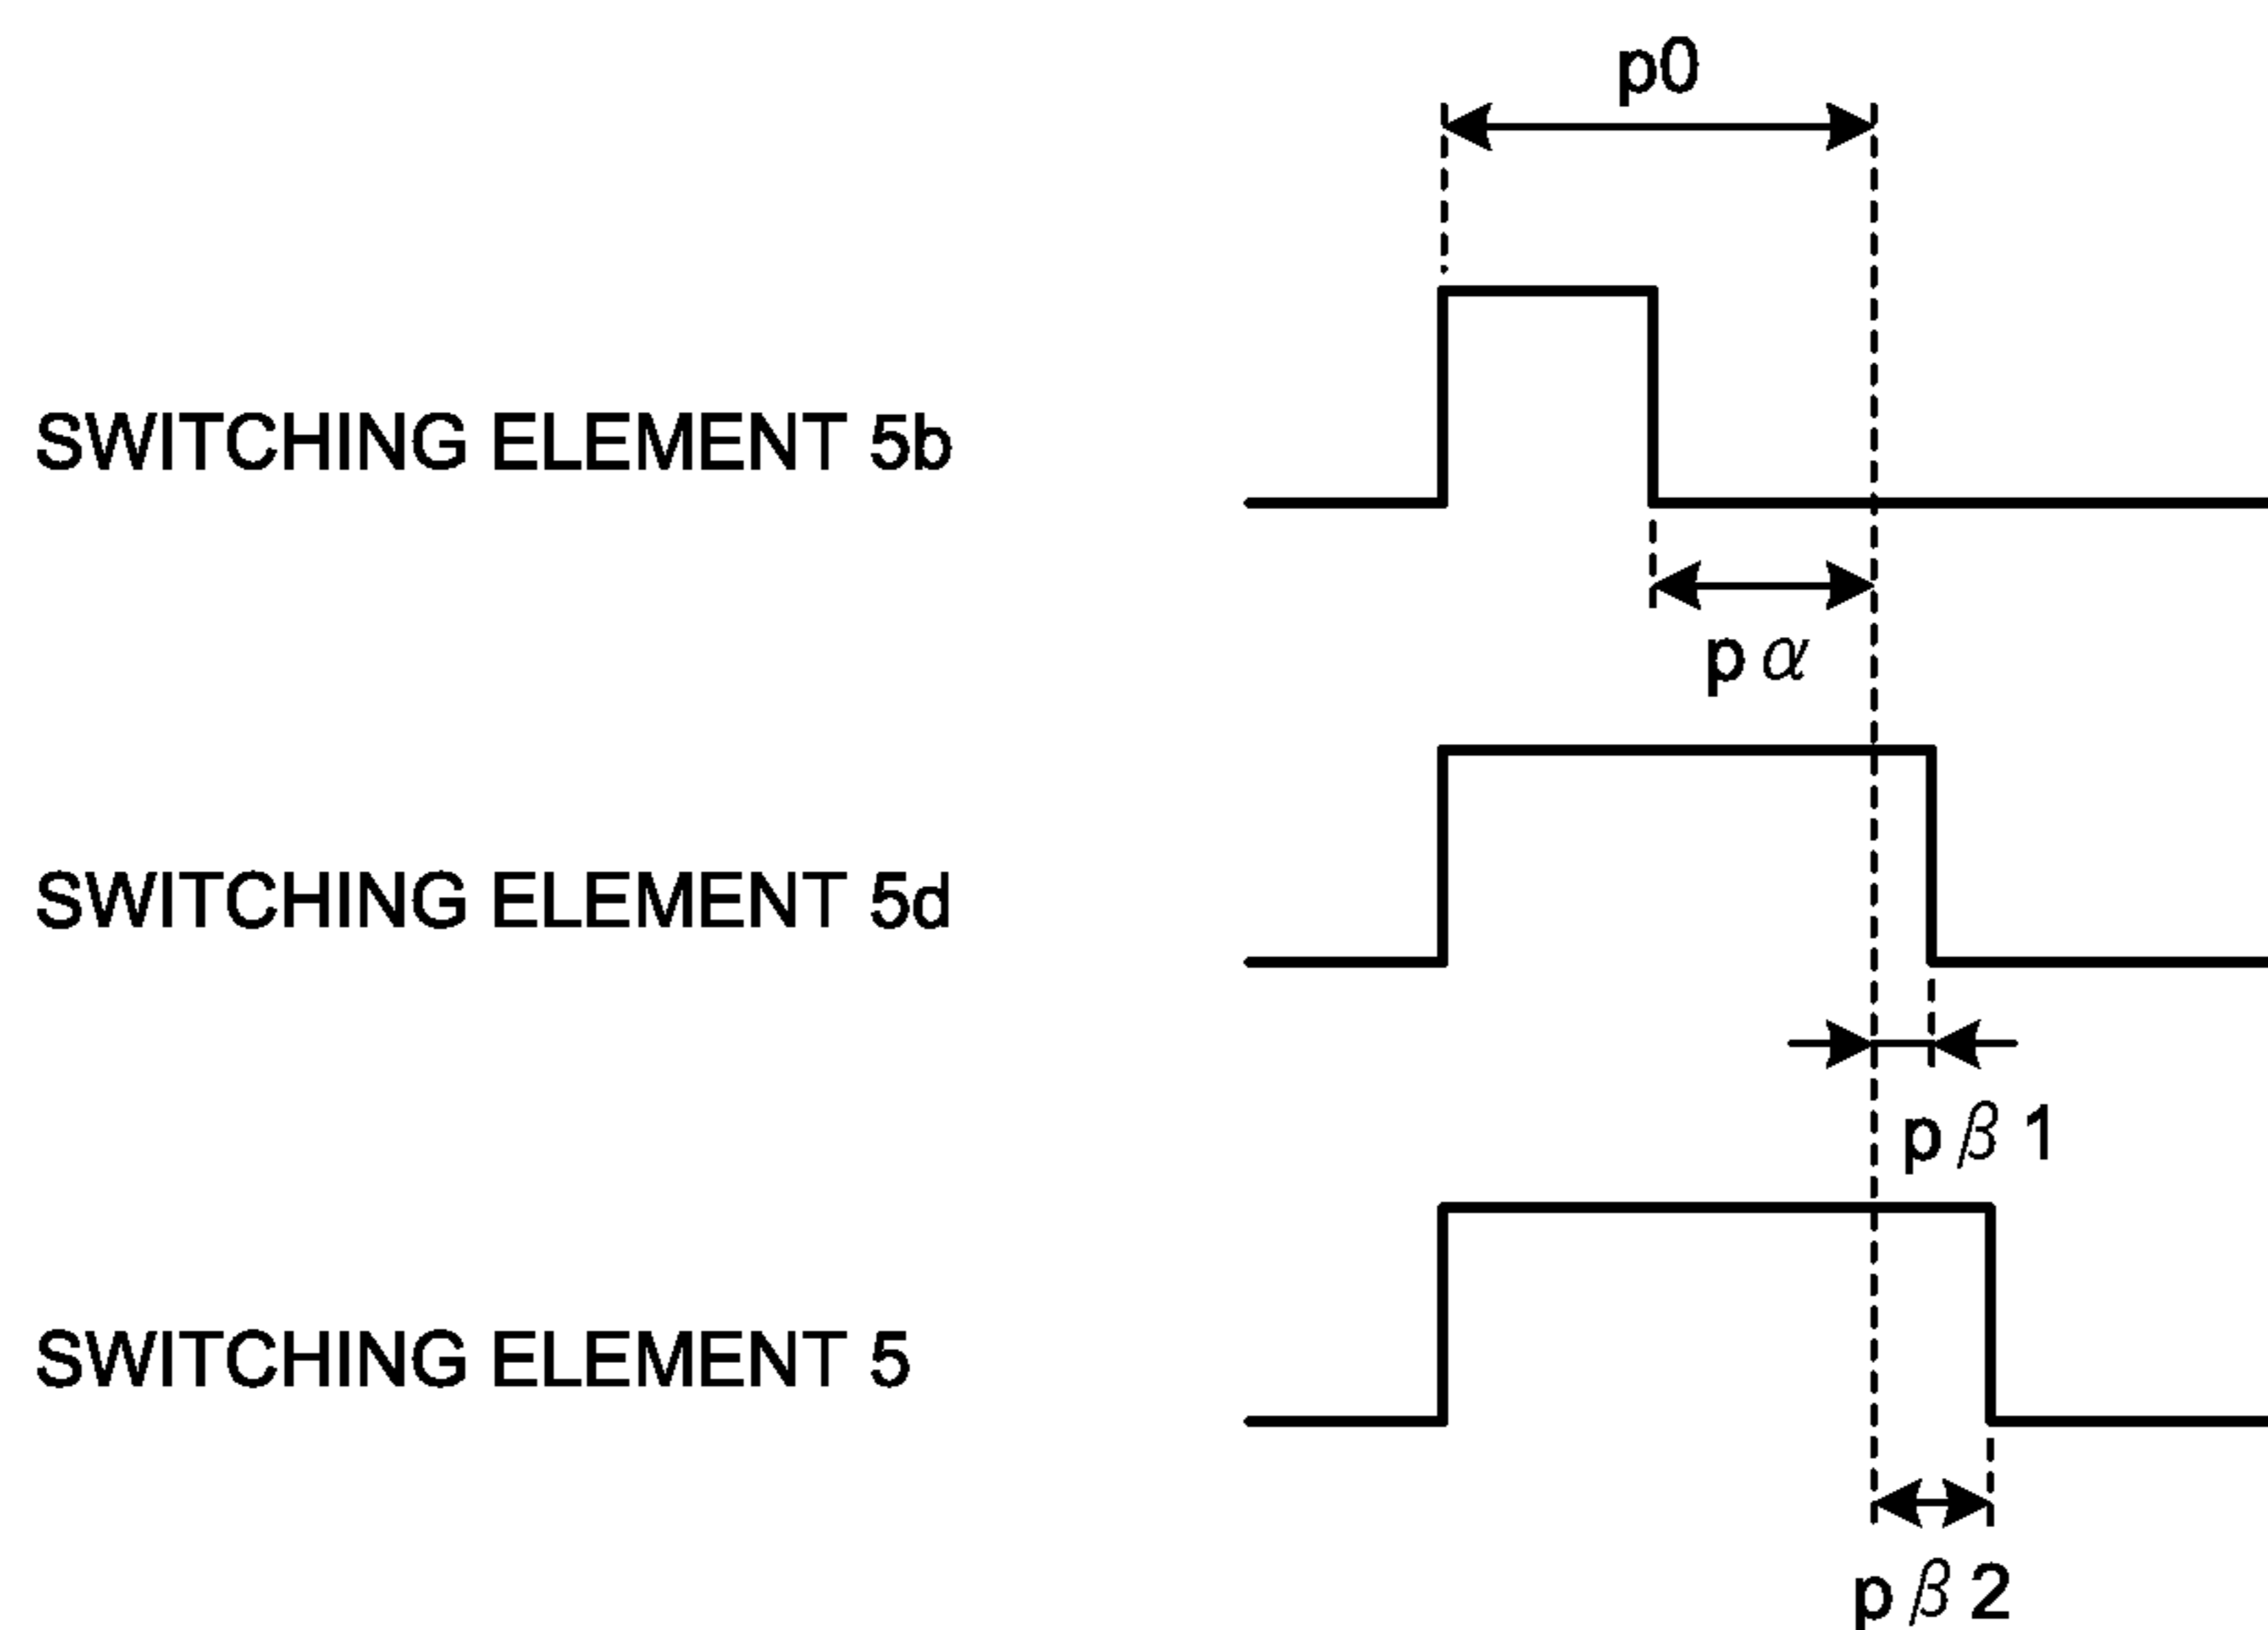 p0
SWITCHING ELEMENT 5b
p α
SWITCHING ELEMENT 5d
p β 1
SWITCHING ELEMENT 5
p β 2